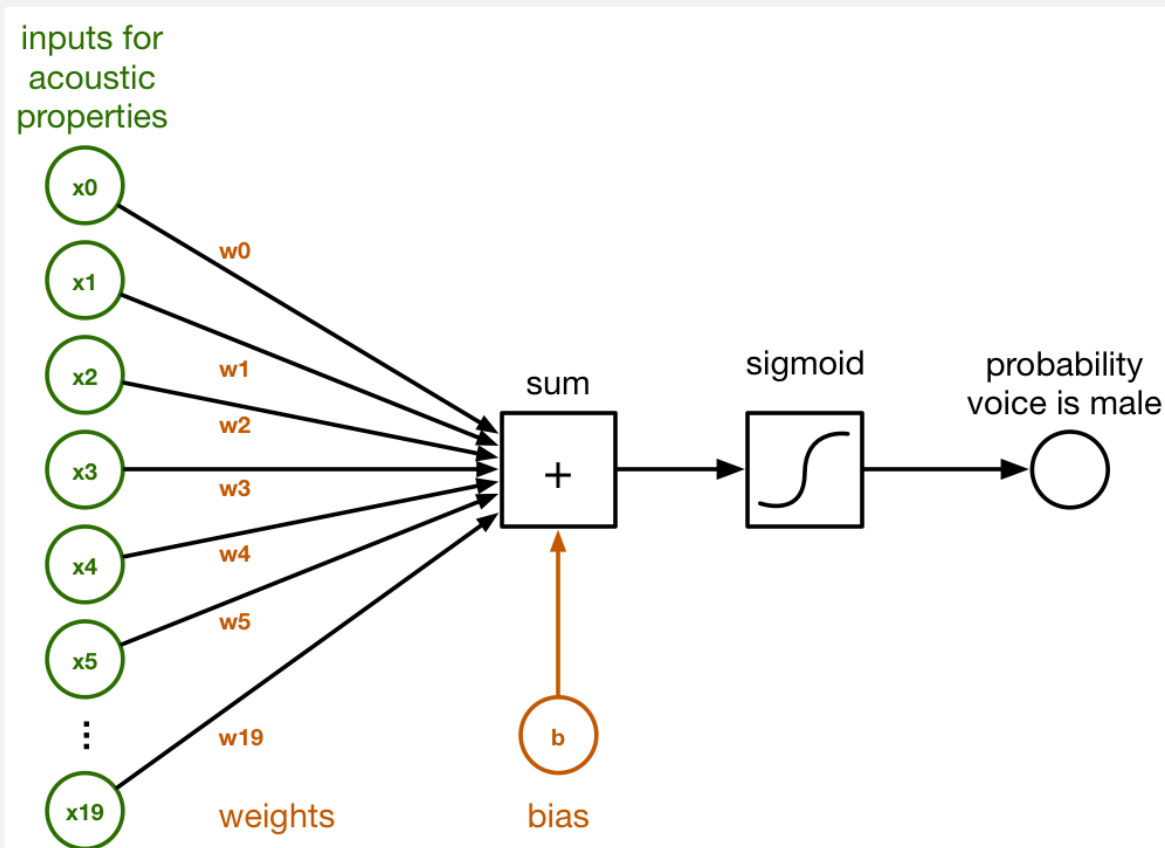 inputs for
acoustic
properties
x0
w0
x1
w1
x2
w2
x3
w3
x4
w4
x5
w5
⋮
x19
w19
weights
sum
+
b
bias
sigmoid
probability
voice is male